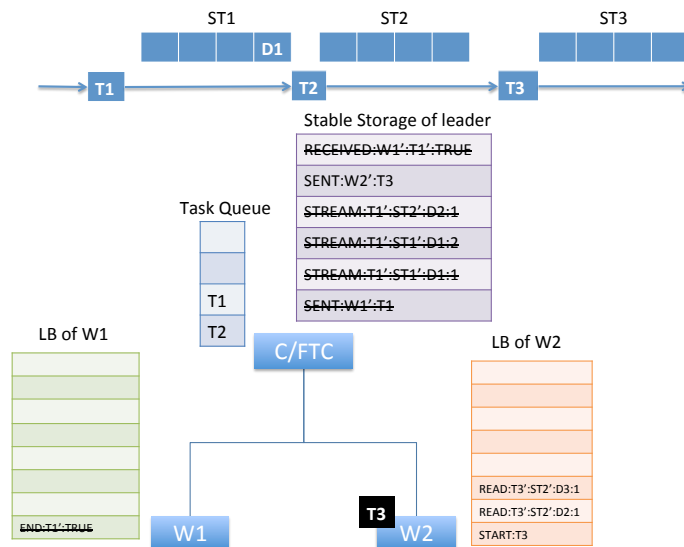 ST1
ST2
ST3
D1
T1
T2
T3
Stable Storage of leader
RECEIVED:W1′:T1′:TRUE
SENT:W2′:T3
STREAM:T1′:ST2′:D2:1
STREAM:T1′:ST1′:D1:2
STREAM:T1′:ST1′:D1:1
SENT:W1′:T1
Task Queue
T1
T2
C/FTC
LB of W1
END:T1′:TRUE
LB of W2
READ:T3′:ST2′:D3:1
READ:T3′:ST2′:D2:1
START:T3
W1
T3
W2